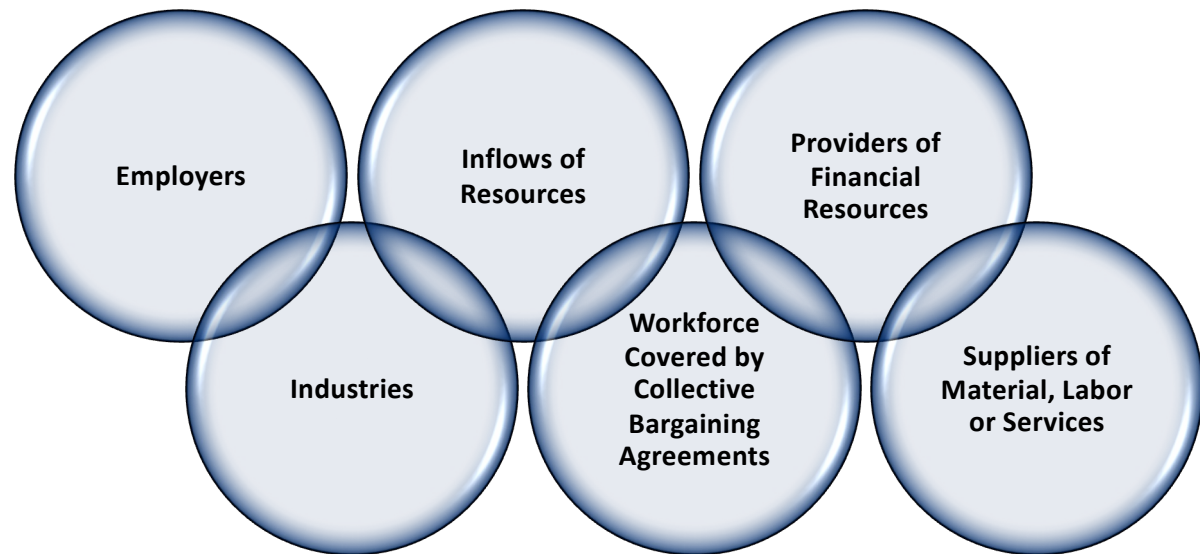 Employers
Inflows of
Resources
Providers of
Financial
Resources
Industries
Workforce
Covered by
Collective
Bargaining
Agreements
Suppliers of
Material, Labor
or Services